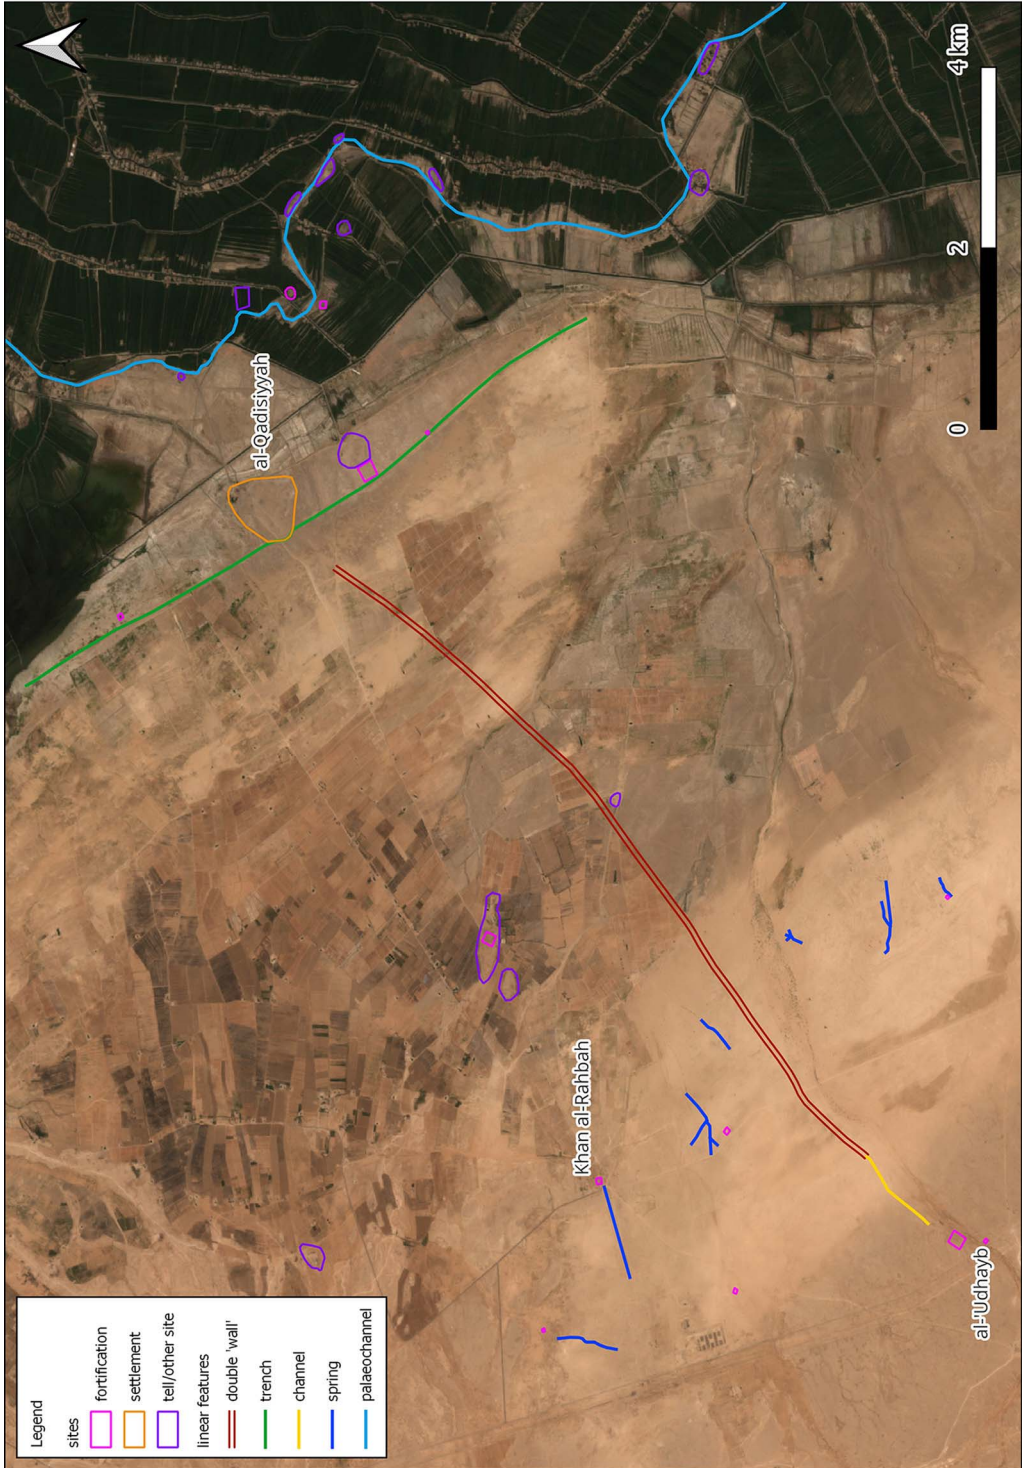 Legend
sites
fortification
settlement
tell/other site
linear features
double 'wall'
trench
channel
spring
palaeochannel
al-Qadisiyyah
Khan al-Rahbah
al-'Udhayb
0
2
4 km